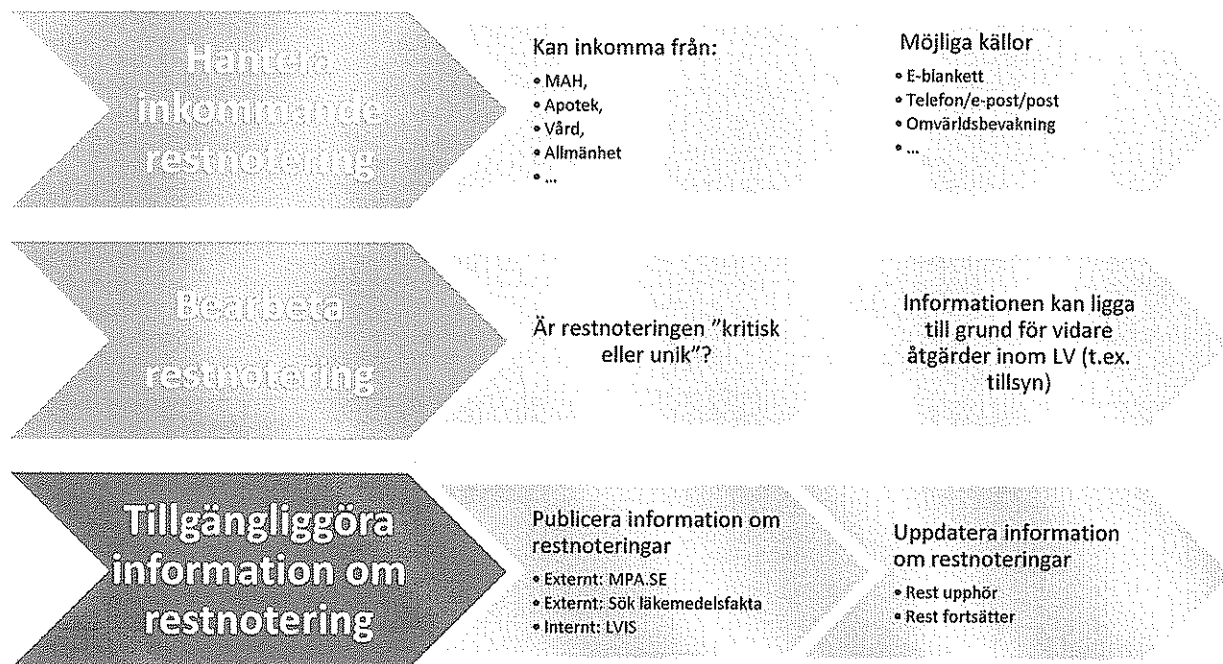 Hantera
inkommande
restnotering
Kan inkomma från:
• MAH,
• Apotek,
• Vård,
• Allmänhet
• ...
Möjliga källor
• E-blankett
• Telefon/e-post/post
• Omvärldsbevakning
• ...
Bearbeta
restnotering
Är restnoteringen "kritisk
eller unik"?
Informationen kan ligga
till grund för vidare
åtgärder inom LV (t.ex.
tillsyn)
Tillgängliggöra
information om
restnotering
Publicera information om
restnoteringar
• Externt: MPA.SE
• Externt: Sök läkemedelsfakta
• Internt: LVIS
Uppdatera information
om restnoteringar
• Rest upphör
• Rest fortsätter